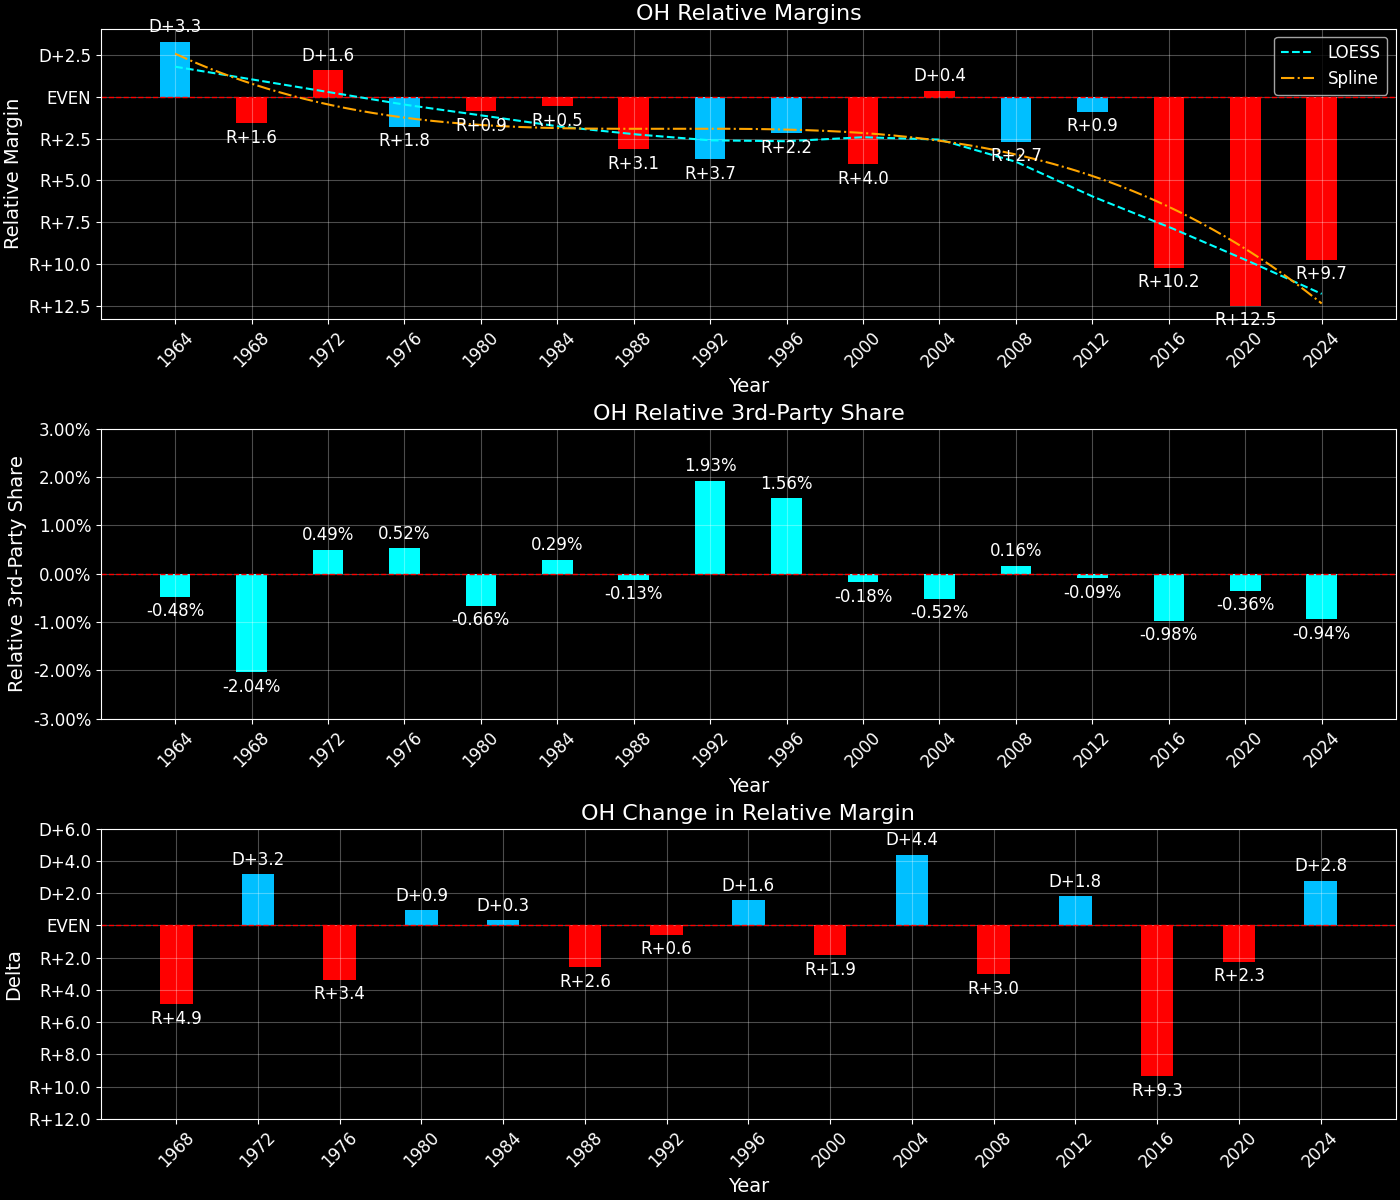 OH Relative Margins
Relative Margin
D+2.5
EVEN
R+2.5
R+5.0
R+7.5
R+10.0
R+12.5
LOESS
Spline
D+3.3
R+1.6
D+1.6
R+1.8
R+0.9
R+0.5
R+3.1
R+3.7
R+2.2
R+4.0
D+0.4
R+2.7
R+0.9
R+10.2
R+12.5
R+9.7
1964 1968 1972 1976 1980 1984 1988 1992 1996 2000 2004 2008 2012 2016 2020 2024
Year
OH Relative 3rd-Party Share
Relative 3rd-Party Share
3.00%
2.00%
1.00%
0.00%
-1.00%
-2.00%
-3.00%
-0.48%
-2.04%
0.49%
0.52%
-0.66%
0.29%
-0.13%
1.93%
1.56%
-0.18%
-0.52%
0.16%
-0.09%
-0.98%
-0.36%
-0.94%
1964 1968 1972 1976 1980 1984 1988 1992 1996 2000 2004 2008 2012 2016 2020 2024
Year
OH Change in Relative Margin
Delta
D+6.0
D+4.0
D+2.0
EVEN
R+2.0
R+4.0
R+6.0
R+8.0
R+10.0
R+12.0
R+4.9
D+3.2
R+3.4
D+0.9
D+0.3
R+2.6
R+0.6
D+1.6
R+1.9
D+4.4
R+3.0
D+1.8
R+9.3
R+2.3
D+2.8
1968 1972 1976 1980 1984 1988 1992 1996 2000 2004 2008 2012 2016 2020 2024
Year